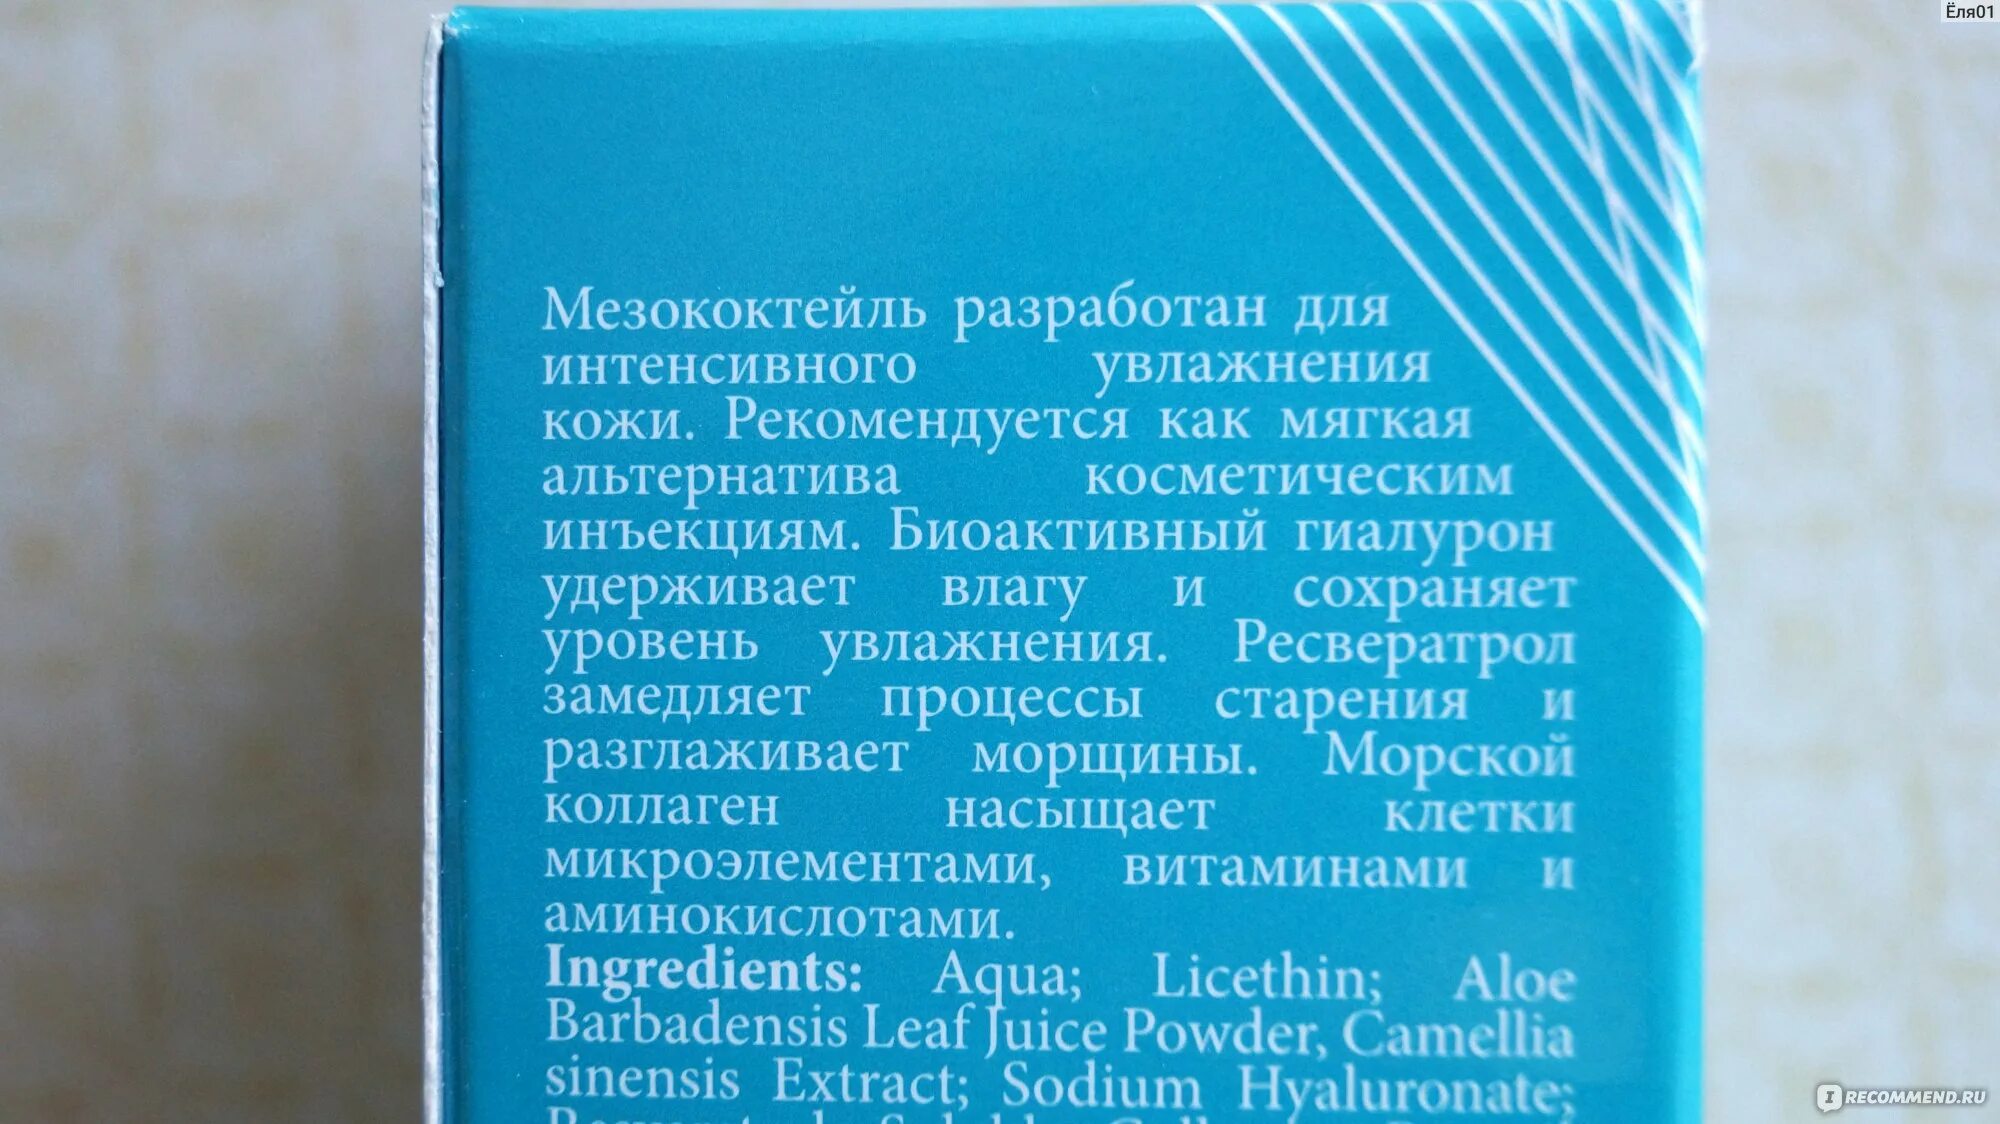 Ёля01
Мезококтейль разработан для
интенсивного увлажнения
кожи. Рекомендуется как мягкая
альтернатива косметическим
инъекциям. Биоактивный гиалурон
удерживает влагу и сохраняет
уровень увлажнения. Ресвератрол
замедляет процессы старения и
разглаживает морщины. Морской
коллаген насыщает клетки
микроэлементами, витаминами и
аминокислотами.
Ingredients: Aqua; Licethin; Aloe
Barbadensis Leaf Juice Powder, Camellia
sinensis Extract; Sodium Hyaluronate;
IRECOMMEND.RU